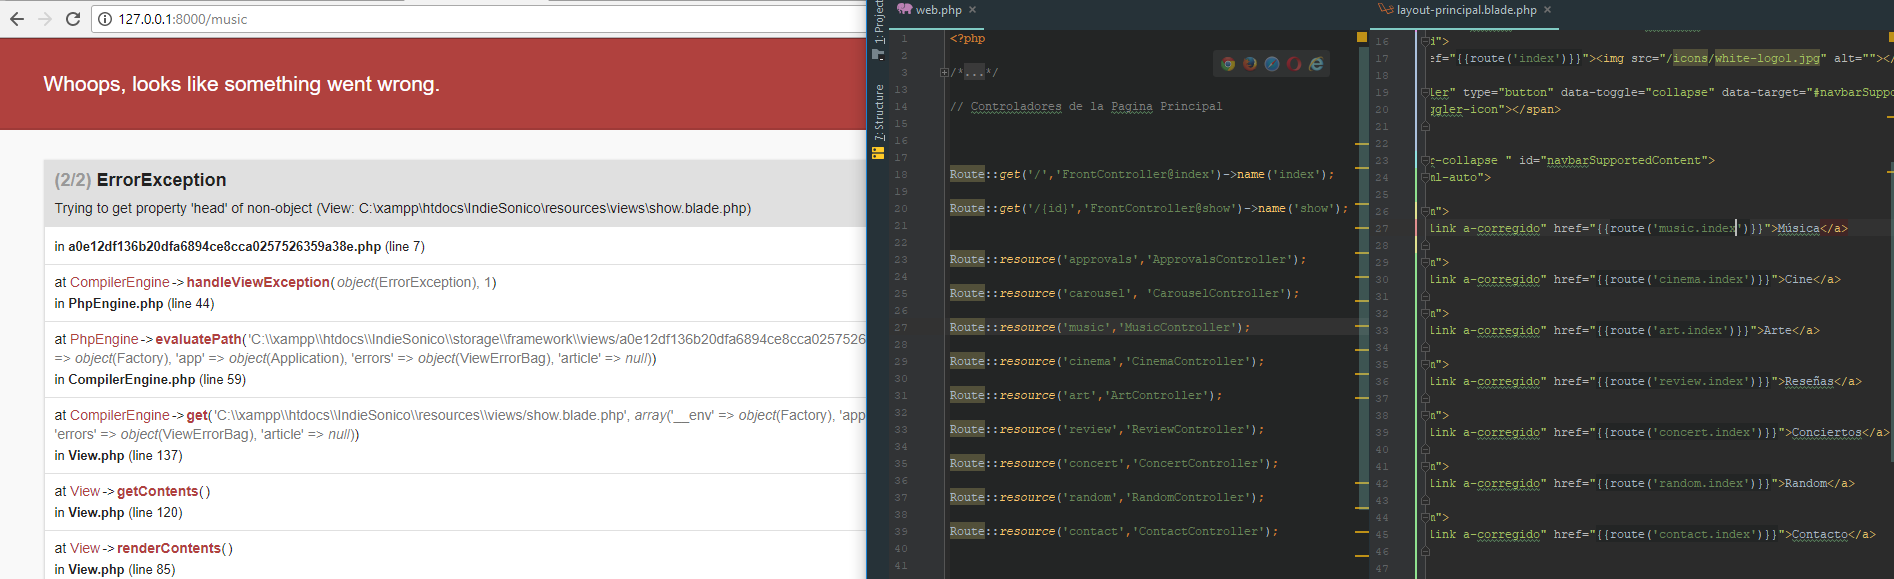 127.0.0.1:8000/music
Whoops, looks like something went wrong.
(2/2) ErrorException
Trying to get property 'head' of non-object (View: C:\xampp\htdocs\IndieSonico\resources\views\show.blade.php)
in a0e12df136b20dfa6894ce8cca0257526359a38e.php (line 7)
at CompilerEngine->handleViewException(object(ErrorException), 1)
in PhpEngine.php (line 44)
at PhpEngine->evaluatePath('C:\\xampp\\htdocs\\IndieSonico\\storage\\framework\\views/a0e12df136b20dfa6894ce8cca0257526
=> object(Factory), 'app' => object(Application), 'errors' => object(ViewErrorBag), 'article' => null))
in CompilerEngine.php (line 59)
at CompilerEngine->get('C:\\xampp\\htdocs\\IndieSonico\\resources\\views/show.blade.php', array('__env' => object(Factory), 'app
'errors' => object(ViewErrorBag), 'article' => null))
in View.php (line 137)
at View->getContents()
in View.php (line 120)
at View->renderContents()
in View.php (line 85)
1: Project
7: Structure
web.php
1 <?php
2
3 /*...*/
13
14 // Controladores de la Pagina Principal
15
16
17
18 Route::get('/','FrontController@index')->name('index');
19
20 Route::get('/{id}','FrontController@show')->name('show');
21
22
23 Route::resource('approvals','ApprovalsController');
24
25 Route::resource('carousel', 'CarouselController');
26
27 Route::resource('music','MusicController');
28
29 Route::resource('cinema','CinemaController');
30
31 Route::resource('art','ArtController');
32
33 Route::resource('review','ReviewController');
34
35 Route::resource('concert','ConcertController');
36
37 Route::resource('random','RandomController');
38
39 Route::resource('contact','ContactController');
40
41
layout-principal.blade.php
16 d">
17 ef="{{route('index')}}"><img src="/icons/white-logo1.jpg" alt=""></
18
19 ler" type="button" data-toggle="collapse" data-target="#navbarSuppo
20 ggler-icon"></span>
21
22
23 r-collapse " id="navbarSupportedContent">
24 ml-auto">
25
26 m">
27 link a-corregido" href="{{route('music.index')}}">Música</a>
28
29 m">
30 link a-corregido" href="{{route('cinema.index')}}">Cine</a>
31
32 m">
33 link a-corregido" href="{{route('art.index')}}">Arte</a>
34
35 m">
36 link a-corregido" href="{{route('review.index')}}">Reseñas</a>
37
38 m">
39 link a-corregido" href="{{route('concert.index')}}">Conciertos</a>
40
41 m">
42 link a-corregido" href="{{route('random.index')}}">Random</a>
43
44 m">
45 link a-corregido" href="{{route('contact.index')}}">Contacto</a>
46
47